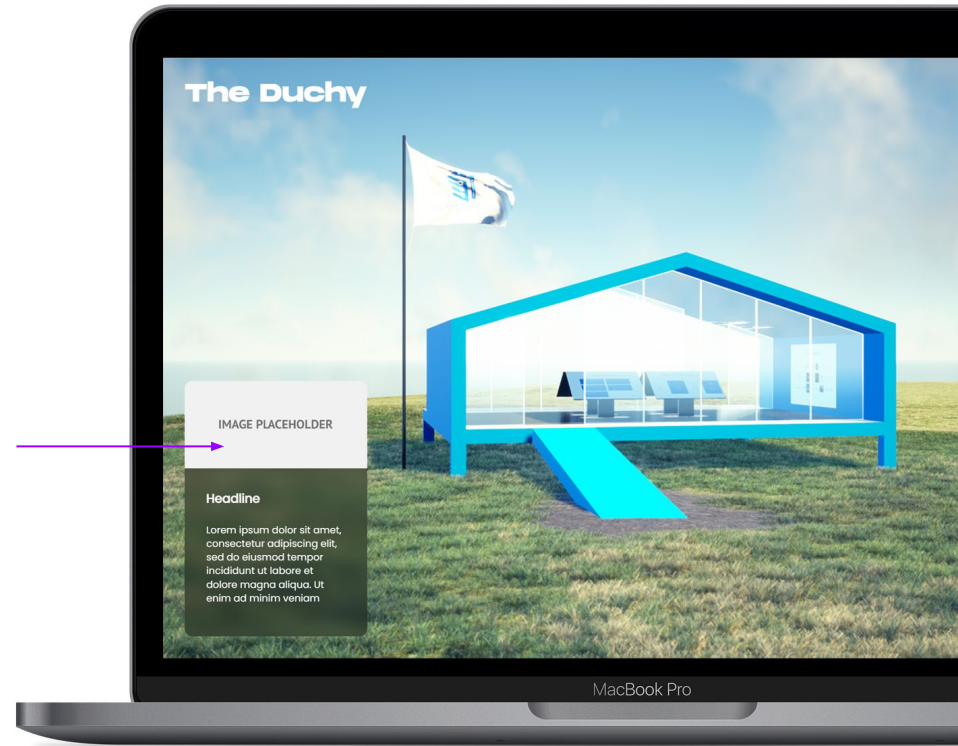 The Duchy
IMAGE PLACEHOLDER
Headline
Lorem ipsum dolor sit amet,
consectetur adipiscing elit,
sed do eiusmod tempor
incididunt ut labore et
dolore magna aliqua. Ut
enim ad minim veniam
MacBook Pro